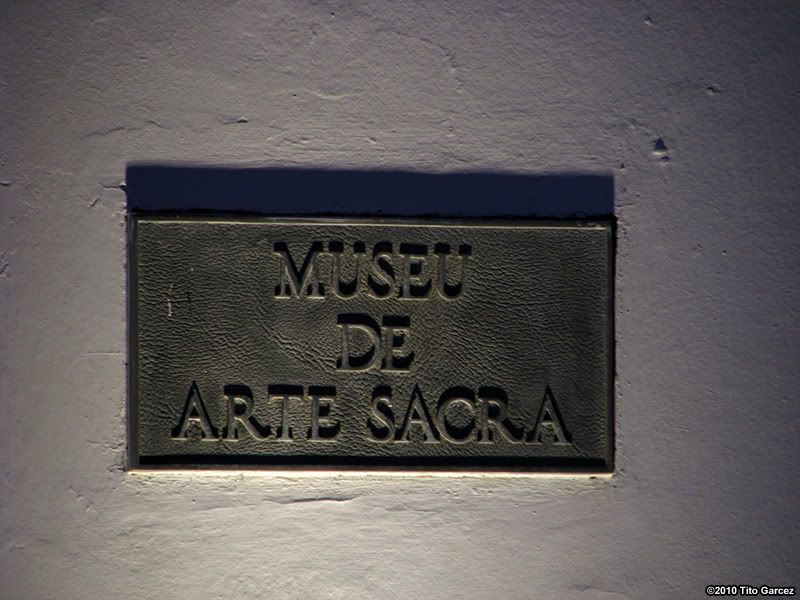 MUSEU
DE
ARTE SACRA
©2010 Tito Garcez